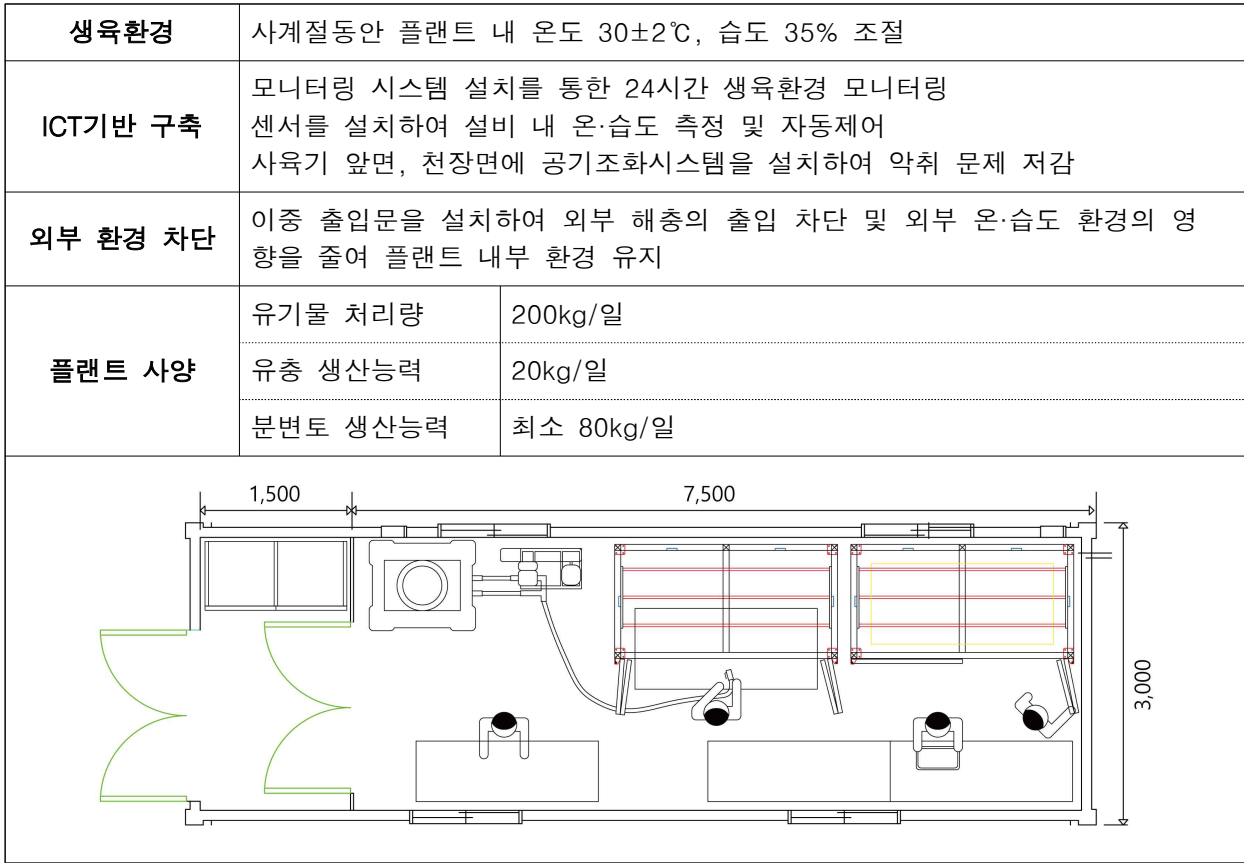 생육환경
사계절동안 플랜트 내 온도 30±2℃, 습도 35% 조절
ICT기반 구축
모니터링 시스템 설치를 통한 24시간 생육환경 모니터링
센서를 설치하여 설비 내 온·습도 측정 및 자동제어
사육기 앞면, 천장면에 공기조화시스템을 설치하여 악취 문제 저감
외부 환경 차단
이중 출입문을 설치하여 외부 해충의 출입 차단 및 외부 온·습도 환경의 영
향을 줄여 플랜트 내부 환경 유지
플랜트 사양
유기물 처리량
200kg/일
유충 생산능력
20kg/일
분변토 생산능력
최소 80kg/일
1,500
7,500
3,000